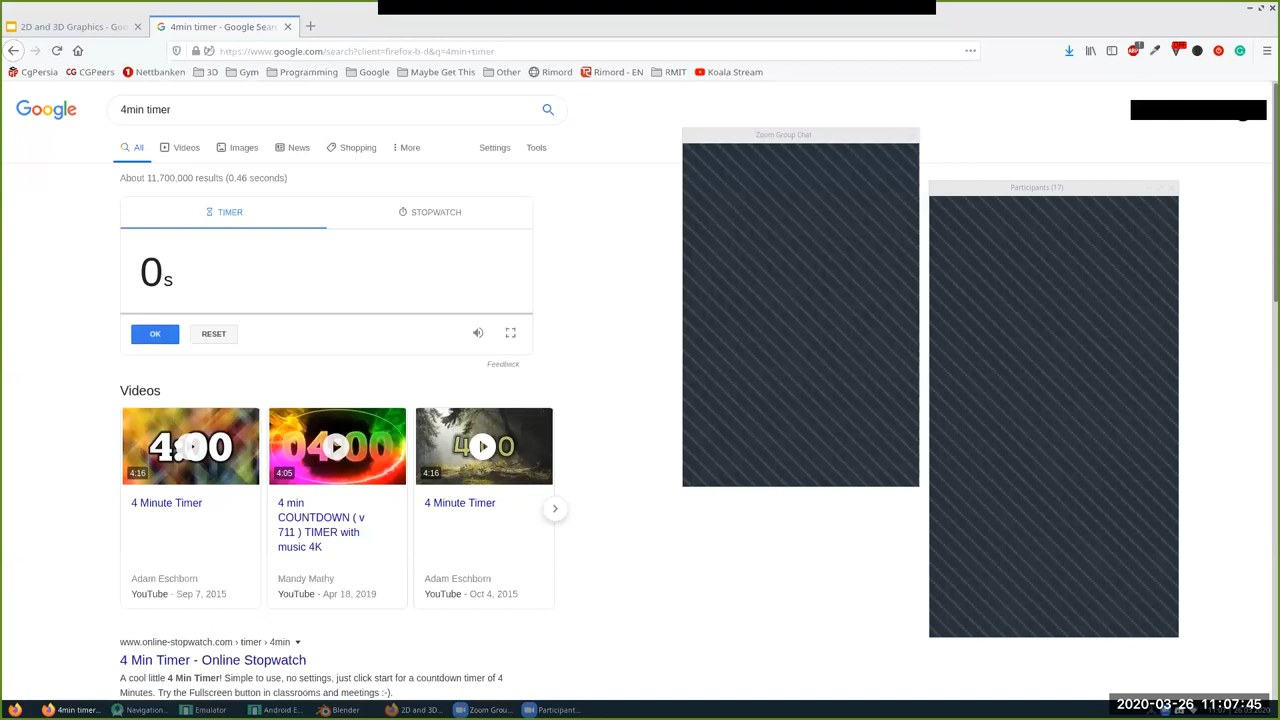 2D and 3D Graphics - Goo
4min timer - Google Sear
https://www.google.com/search?client=firefox-b-d&q=4min+timer
CgPersia
CGPeers
Nettbanken
3D
Gym
Programming
Google
Maybe Get This
Other
Rimord
Rimord - EN
RMIT
Koala Stream
Google
4min timer
All
Videos
Images
News
Shopping
More
Settings
Tools
About 11,700,000 results (0.46 seconds)
TIMER
STOPWATCH
0s
OK
RESET
Feedback
Zoom Group Chat
Participants (17)
Videos
4:00
4:16
04:00
4:05
4:16
4 Minute Timer
Adam Eschborn
YouTube - Sep 7, 2015
4 min
COUNTDOWN ( v
711 ) TIMER with
music 4K
Mandy Mathy
YouTube - Apr 18, 2019
4 Minute Timer
Adam Eschborn
YouTube - Oct 4, 2015
www.online-stopwatch.com › timer › 4min
4 Min Timer - Online Stopwatch
A cool little 4 Min Timer! Simple to use, no settings, just click start for a countdown timer of 4
Minutes. Try the Fullscreen button in classrooms and meetings :-).
4min timer...
Navigation...
Emulator
Android E...
Blender
2D and 3D...
Zoom Grou...
Participant...
2020-03-26 11:07:45